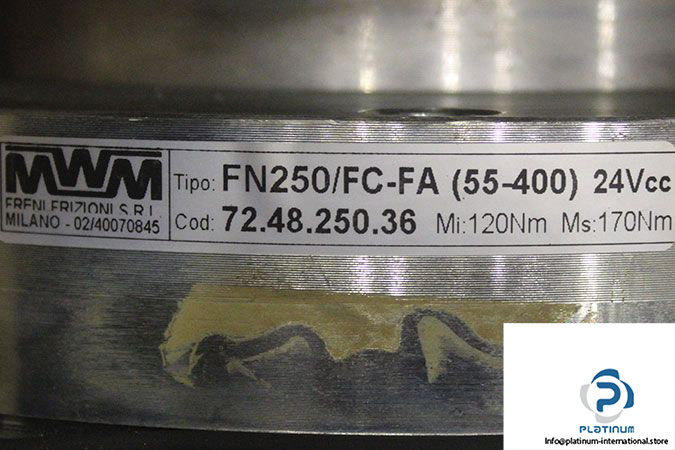 MWM
FRENI FRIZIONI S.R.L.
MILANO - 02/40070845
Tipo: FN250/FC-FA (55-400) 24Vcc
Cod: 72.48.250.36 Mi:120Nm Ms:170Nm
PLATINUM
Info@platinum-international.store